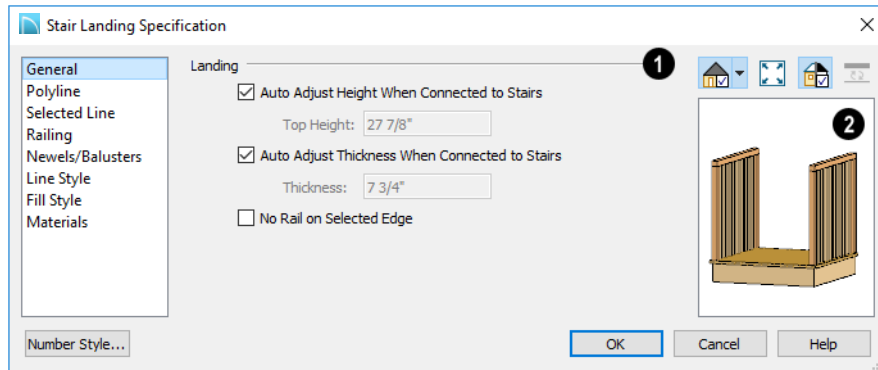 Stair Landing Specification
General
Polyline
Selected Line
Railing
Newels/Balusters
Line Style
Fill Style
Materials
Landing
1
Auto Adjust Height When Connected to Stairs
Top Height: 27 7/8"
Auto Adjust Thickness When Connected to Stairs
Thickness: 7 3/4"
No Rail on Selected Edge
2
Number Style...
OK
Cancel
Help